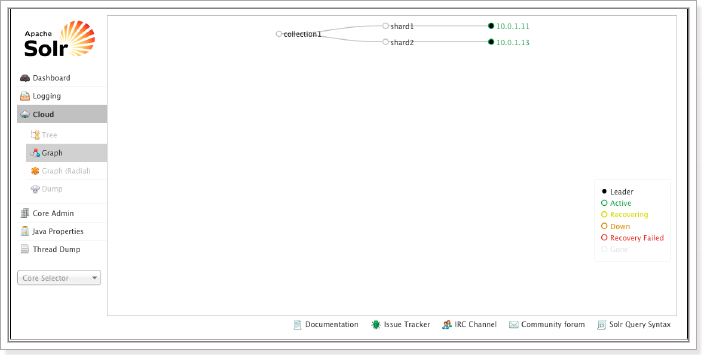 Apache
Solr
Dashboard
Logging
Cloud
Tree
Graph
Graph (Radial)
Dump
Core Admin
Java Properties
Thread Dump
Core Selector
collection1
shard1
10.0.1.11
shard2
10.0.1.13
Leader
Active
Recovering
Down
Recovery Failed
Gone
Documentation
Issue Tracker
IRC Channel
Community forum
Solr Query Syntax